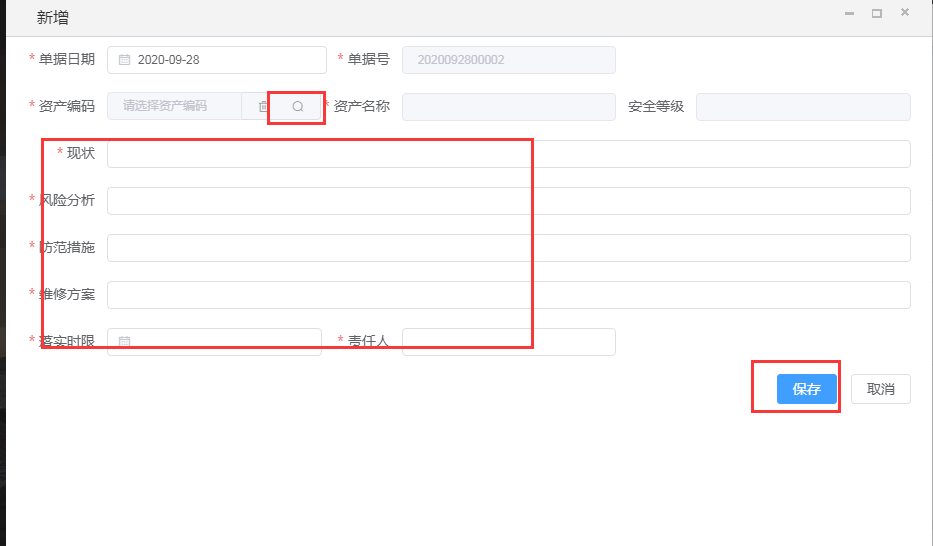 新增
* 单据日期 2020-09-28 * 单据号 2020092800002
* 资产编码 请选择资产编码 * 资产名称 安全等级
* 现状
* 风险分析
* 防范措施
* 维修方案
* 落实时限 * 责任人
保存 取消